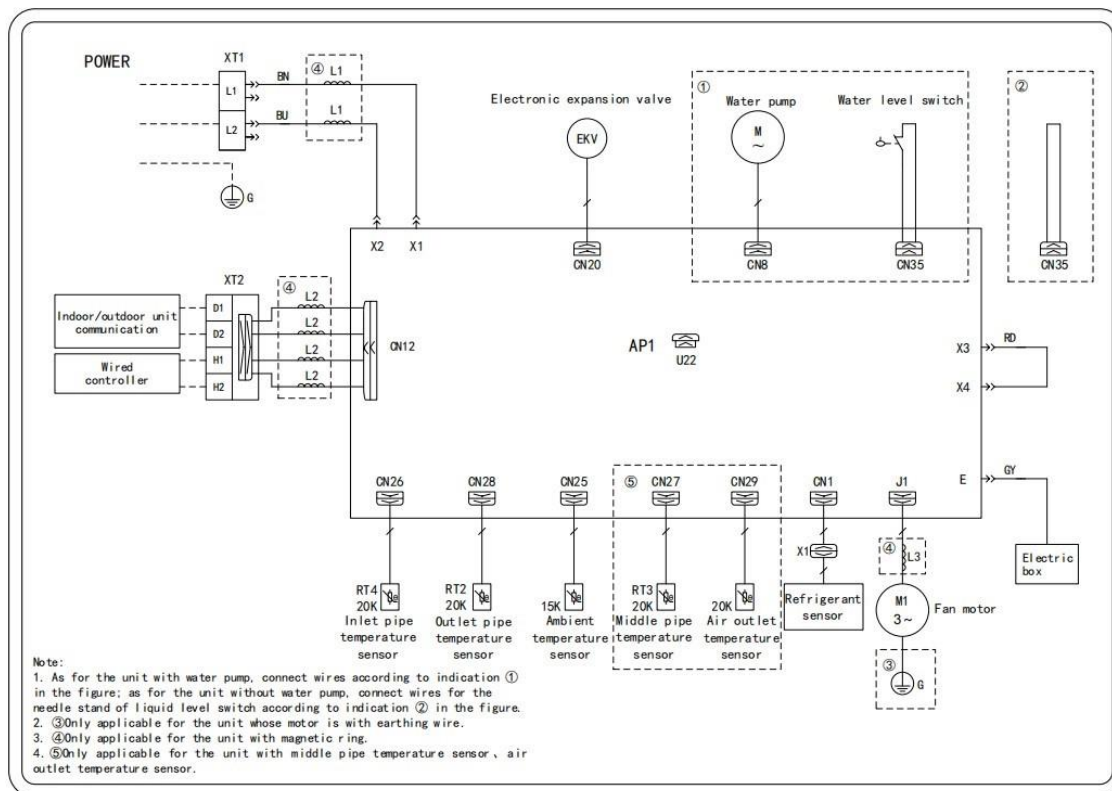 POWER
XT1
L1
L2
BN
BU
④
L1
L1
G
X2
X1
Electronic expansion valve
EKV
CN20
①
Water pump
M
~
CN8
Water level switch
CN35
②
CN35
XT2
Indoor/outdoor unit
communication
Wired
controller
D1
D2
H1
H2
④
L2
L2
L2
L2
CN12
AP1
U22
X3
RD
X4
E
GY
Electric
box
CN26
CN28
CN25
⑤
CN27
CN29
CN1
J1
RT4
20K
Inlet pipe
temperature
sensor
RT2
20K
Outlet pipe
temperature
sensor
15K
Ambient
temperature
sensor
RT3
20K
Middle pipe
temperature
sensor
20K
Air outlet
temperature
sensor
X1
Refrigerant
sensor
④
L3
M1
3~
Fan motor
③
G
Note:
1. As for the unit with water pump, connect wires according to indication ①
in the figure; as for the unit without water pump, connect wires for the
needle stand of liquid level switch according to indication ② in the figure.
2. ③Only applicable for the unit whose motor is with earthing wire.
3. ④Only applicable for the unit with magnetic ring.
4. ⑤Only applicable for the unit with middle pipe temperature sensor、air
outlet temperature sensor.